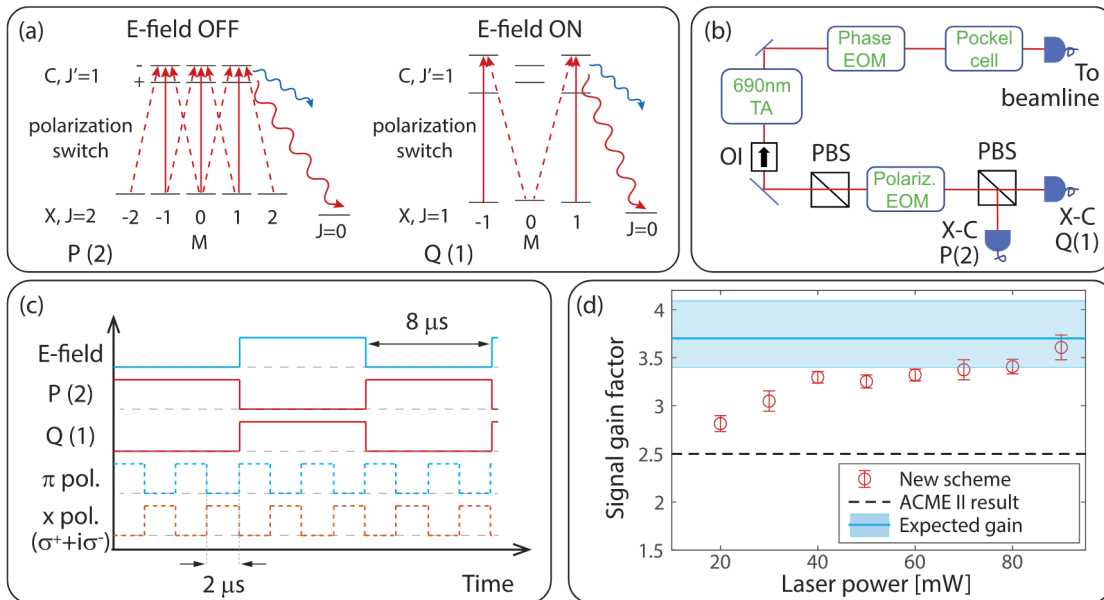 (a)
E-field OFF
E-field ON
C, J'=1
-
+
polarization
switch
X, J=2
-2 -1 0 1 2
M
J=0
P (2)
C, J'=1
polarization
switch
X, J=1
-1 0 1
M
J=0
Q (1)
(b)
Phase
EOM
Pockel
cell
To
beamline
690nm
TA
OI
PBS
Polariz.
EOM
PBS
X-C
P(2)
X-C
Q(1)
(c)
8 μs
E-field
P (2)
Q (1)
π pol.
x pol.
(σ⁺+iσ⁻)
2 μs
Time
(d)
Signal gain factor
4
3.5
3
2.5
2
1.5
New scheme
ACME II result
Expected gain
20 40 60 80
Laser power [mW]